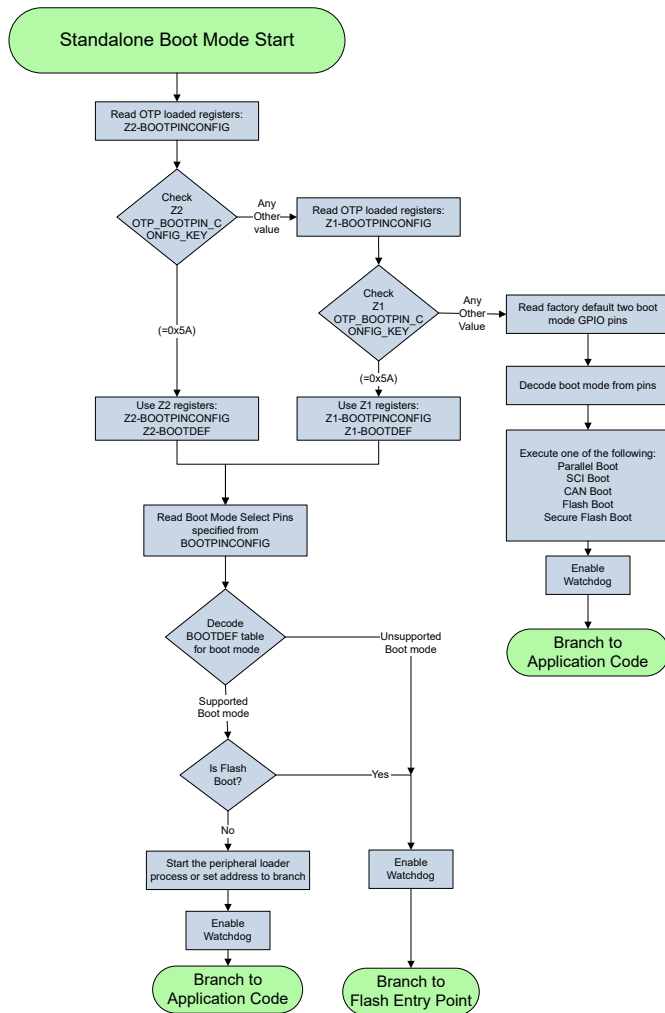 Standalone Boot Mode Start
Read OTP loaded registers:
Z2-BOOTPINCONFIG
Check
Z2
OTP_BOOTPIN_C
ONFIG_KEY
Any
Other
value
Read OTP loaded registers:
Z1-BOOTPINCONFIG
Check
Z1
OTP_BOOTPIN_C
ONFIG_KEY
Any
Other
Value
Read factory default two boot
mode GPIO pins
(=0x5A)
(=0x5A)
Decode boot mode from pins
Use Z2 registers:
Z2-BOOTPINCONFIG
Z2-BOOTDEF
Use Z1 registers:
Z1-BOOTPINCONFIG
Z1-BOOTDEF
Execute one of the following:
Parallel Boot
SCI Boot
CAN Boot
Flash Boot
Secure Flash Boot
Read Boot Mode Select Pins
specified from
BOOTPINCONFIG
Enable
Watchdog
Branch to
Application Code
Decode
BOOTDEF table
for boot mode
Unsupported
Boot mode
Supported
Boot mode
Is Flash
Boot?
Yes
No
Start the peripheral loader
process or set address to branch
Enable
Watchdog
Enable
Watchdog
Branch to
Application Code
Branch to
Flash Entry Point